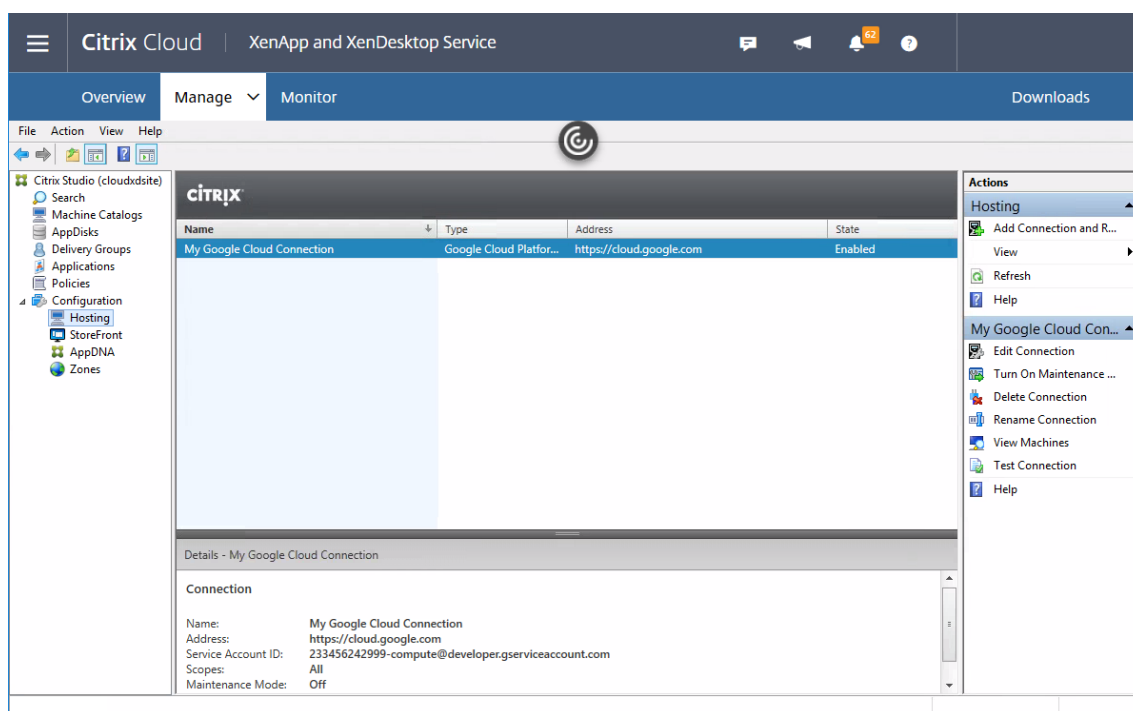 Citrix Cloud | XenApp and XenDesktop Service 62 ?
Overview Manage Monitor Downloads
File Action View Help
Citrix Studio (cloudxdsite)
Search
Machine Catalogs
AppDisks
Delivery Groups
Applications
Policies
Configuration
Hosting
StoreFront
AppDNA
Zones
CITRIX
Name Type Address State
My Google Cloud Connection Google Cloud Platfor... https://cloud.google.com Enabled
Details - My Google Cloud Connection
Connection
Name: My Google Cloud Connection
Address: https://cloud.google.com
Service Account ID: 233456242999-compute@developer.gserviceaccount.com
Scopes: All
Maintenance Mode: Off
Actions
Hosting
Add Connection and R...
View
Refresh
Help
My Google Cloud Con...
Edit Connection
Turn On Maintenance ...
Delete Connection
Rename Connection
View Machines
Test Connection
Help